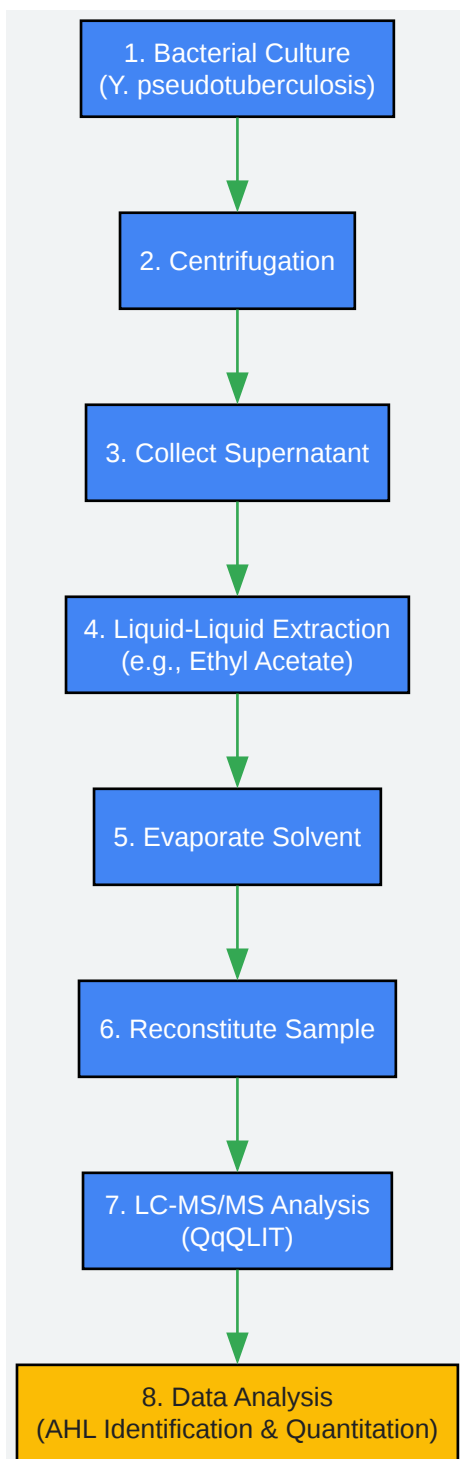 1. Bacterial Culture
(Y. pseudotuberculosis)
2. Centrifugation
3. Collect Supernatant
4. Liquid-Liquid Extraction
(e.g., Ethyl Acetate)
5. Evaporate Solvent
6. Reconstitute Sample
7. LC-MS/MS Analysis
(QqQLIT)
8. Data Analysis
(AHL Identification & Quantitation)